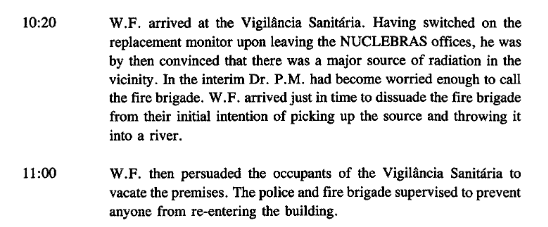 10:20 W.F. arrived at the Vigilância Sanitária. Having switched on the
replacement monitor upon leaving the NUCLEBRAS offices, he was
by then convinced that there was a major source of radiation in the
vicinity. In the interim Dr. P.M. had become worried enough to call
the fire brigade. W.F. arrived just in time to dissuade the fire brigade
from their initial intention of picking up the source and throwing it
into a river.
11:00 W.F. then persuaded the occupants of the Vigilância Sanitária to
vacate the premises. The police and fire brigade supervised to prevent
anyone from re-entering the building.